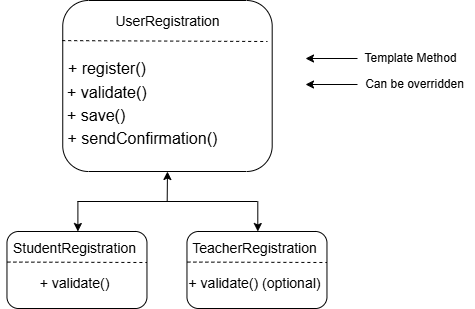 UserRegistration
+ register()
+ validate()
+ save()
+ sendConfirmation()
Template Method
Can be overridden
StudentRegistration
+ validate()
TeacherRegistration
+ validate() (optional)